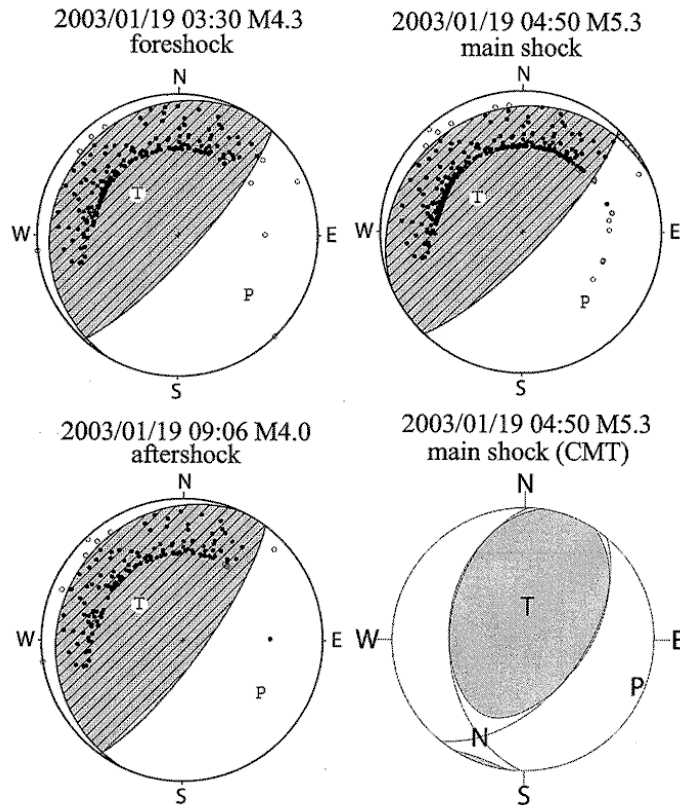 2003/01/19 03:30 M4.3
foreshock
N
W
T
E
P
S
2003/01/19 04:50 M5.3
main shock
N
W
T
E
P
S
2003/01/19 09:06 M4.0
aftershock
N
W
T
E
P
S
2003/01/19 04:50 M5.3
main shock (CMT)
N
T
W
E
P
N
S